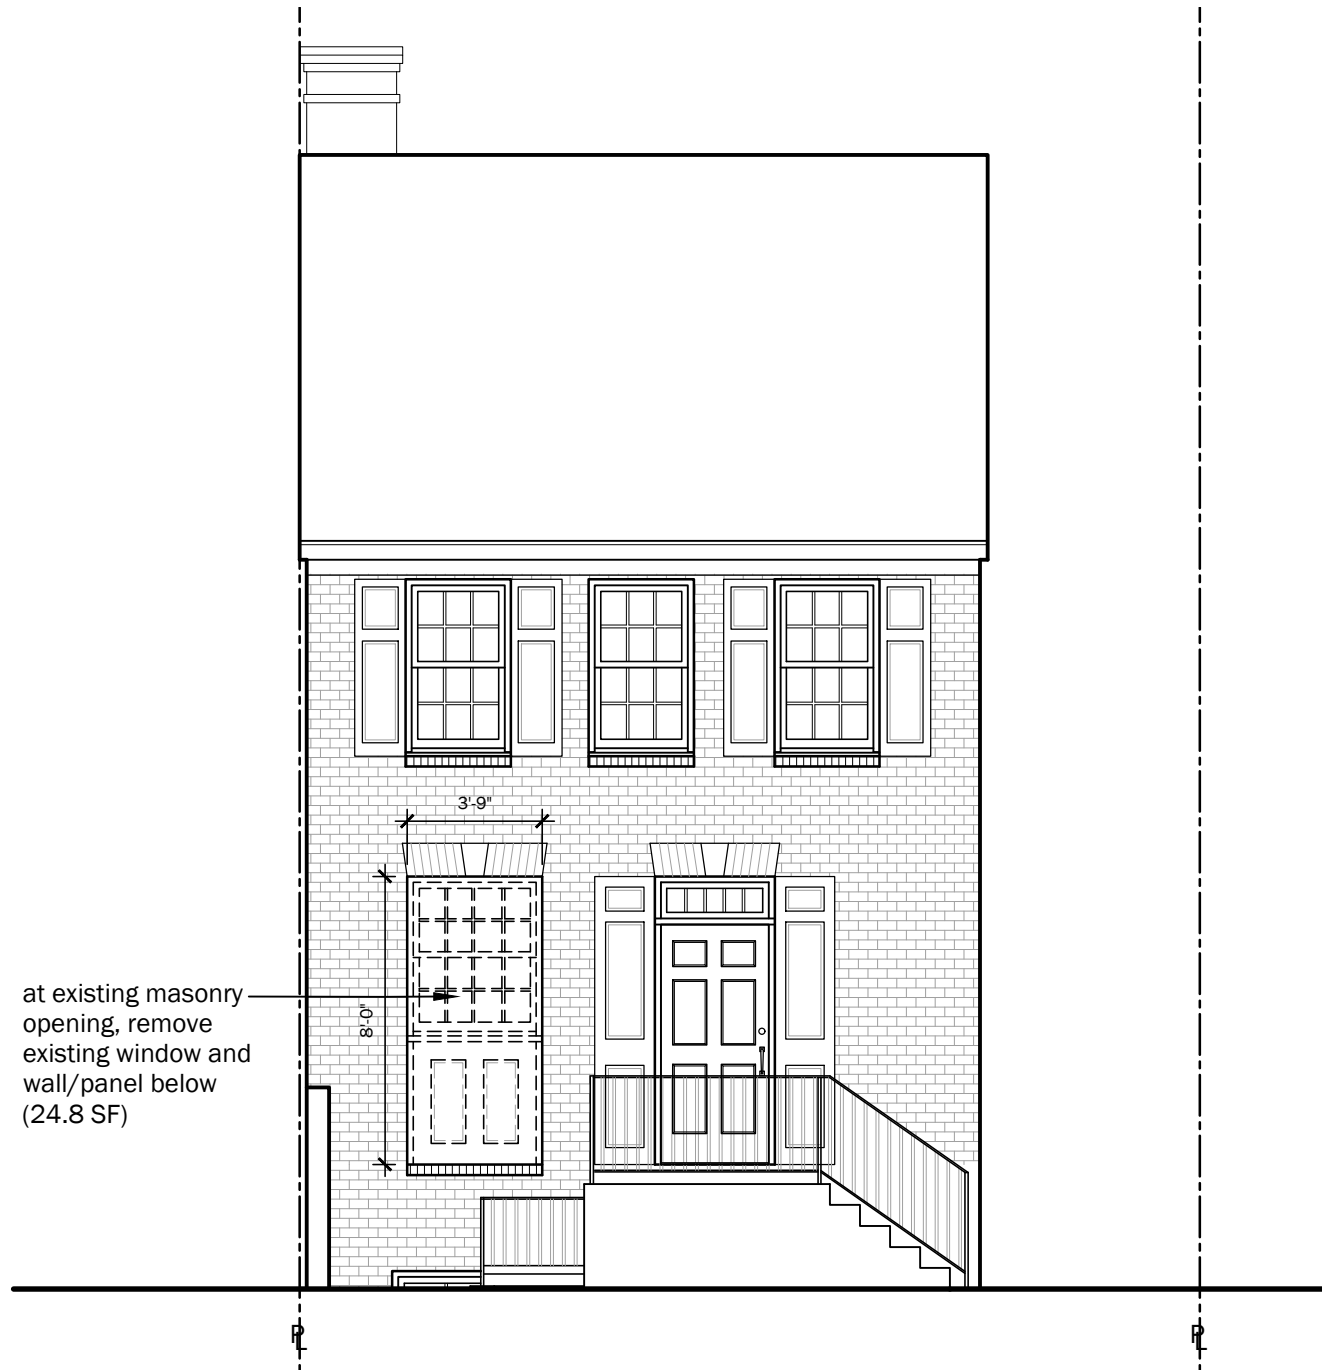 3'-9"
8'-0"
at existing masonry
opening, remove
existing window and
wall/panel below
(24.8 SF)
PL
PL